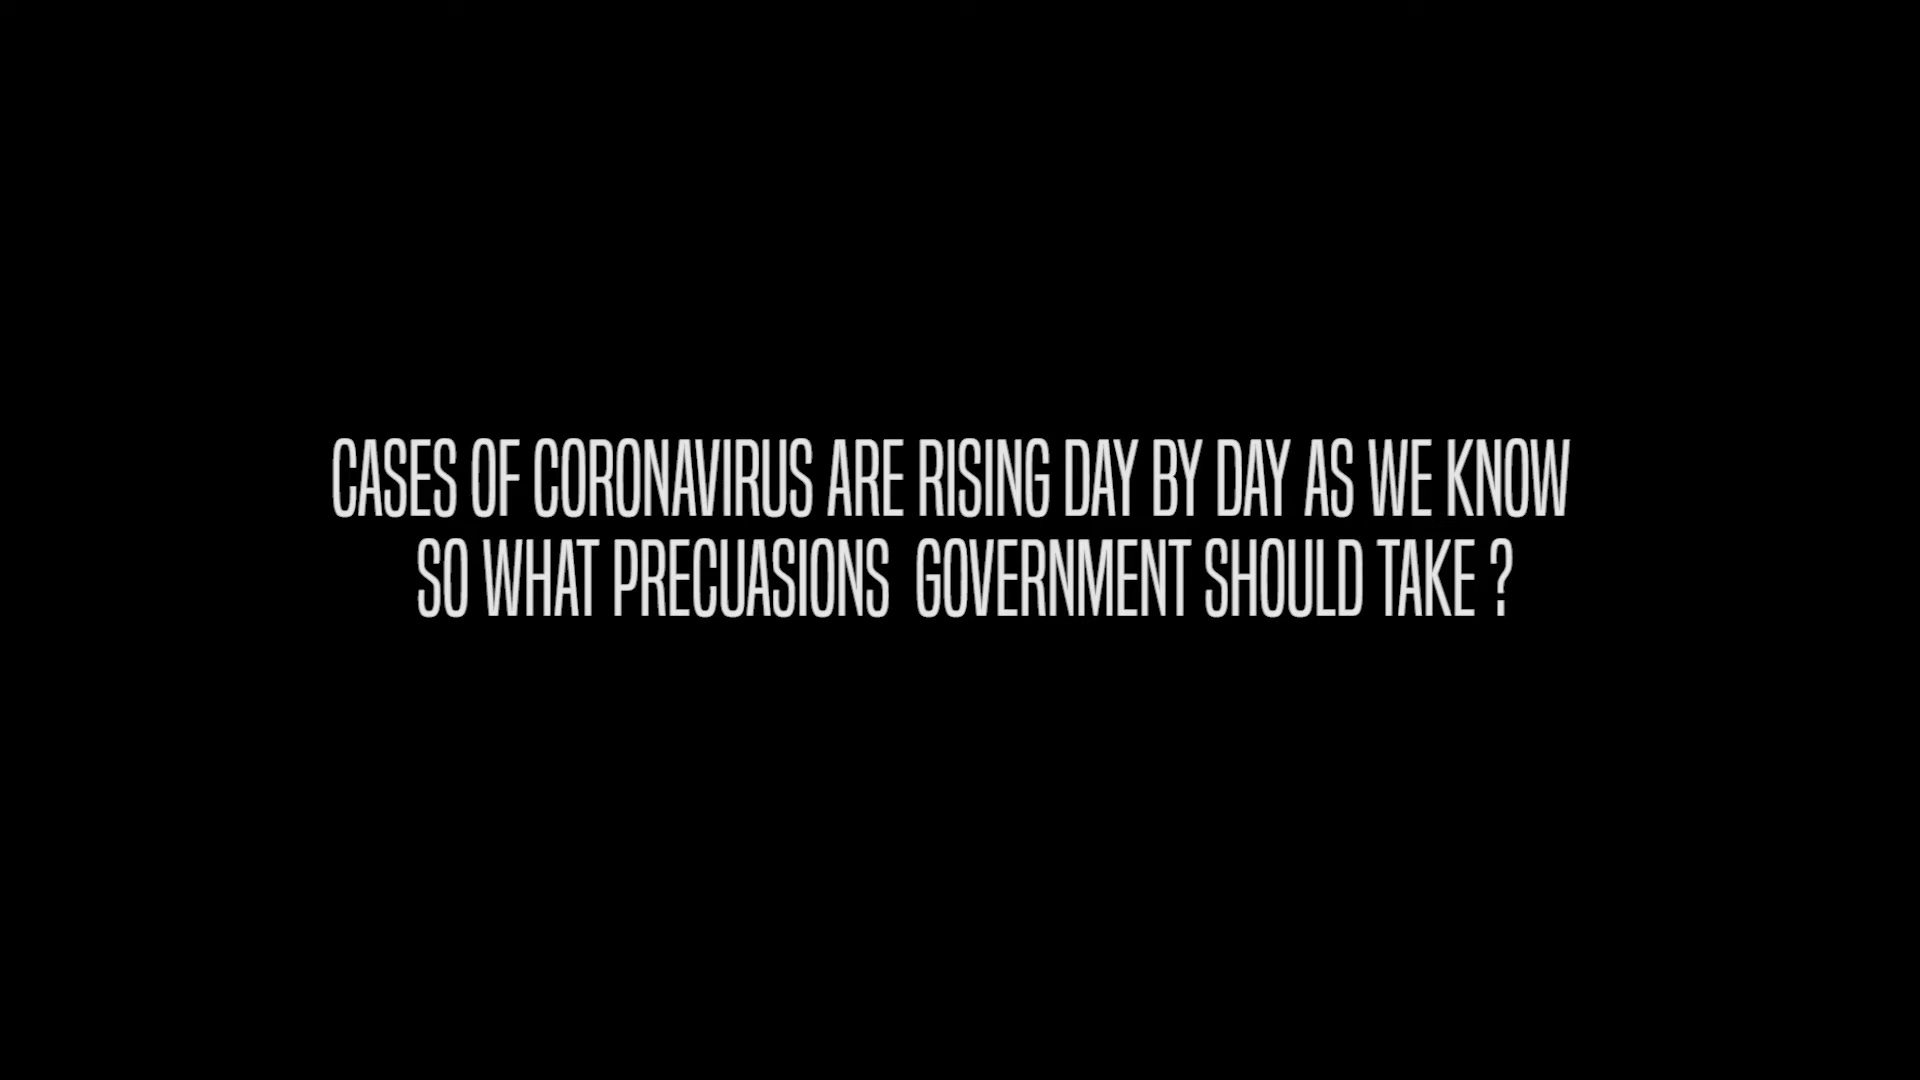 CASES OF CORONAVIRUS ARE RISING DAY BY DAY AS WE KNOW
SO WHAT PRECUASIONS GOVERNMENT SHOULD TAKE ?